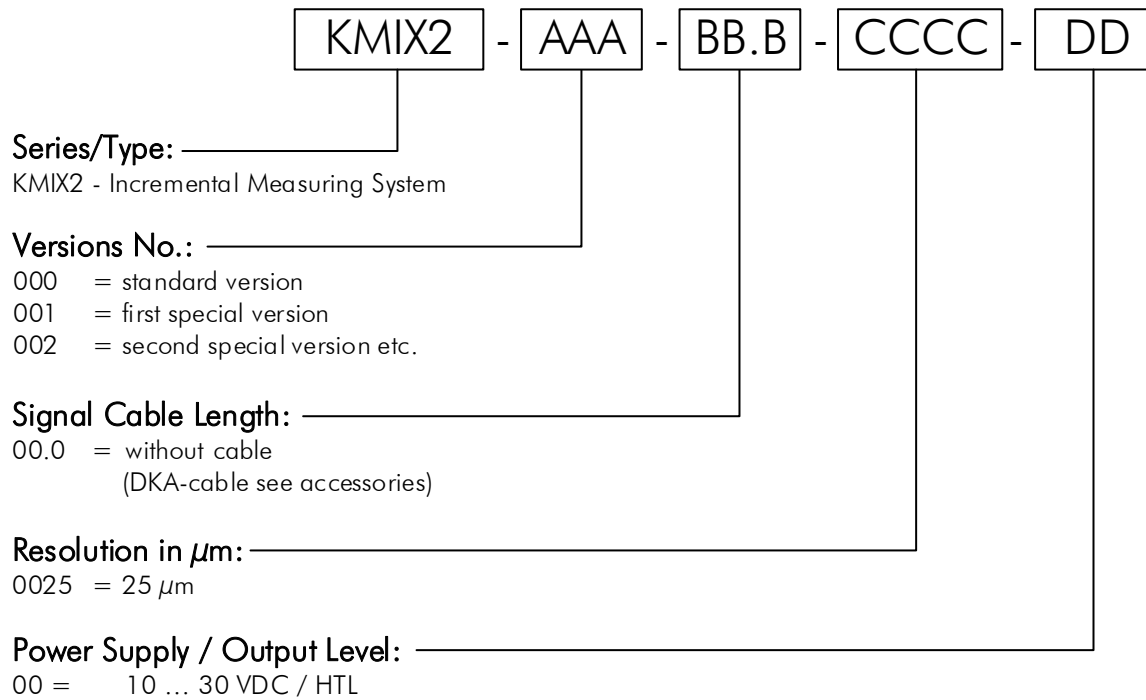 KMIX2 - AAA - BB.B - CCCC - DD
Series/Type:
KMIX2 - Incremental Measuring System
Versions No.:
000 = standard version
001 = first special version
002 = second special version etc.
Signal Cable Length:
00.0 = without cable
(DKA-cable see accessories)
Resolution in μm:
0025 = 25 μm
Power Supply / Output Level:
00 = 10 ... 30 VDC / HTL